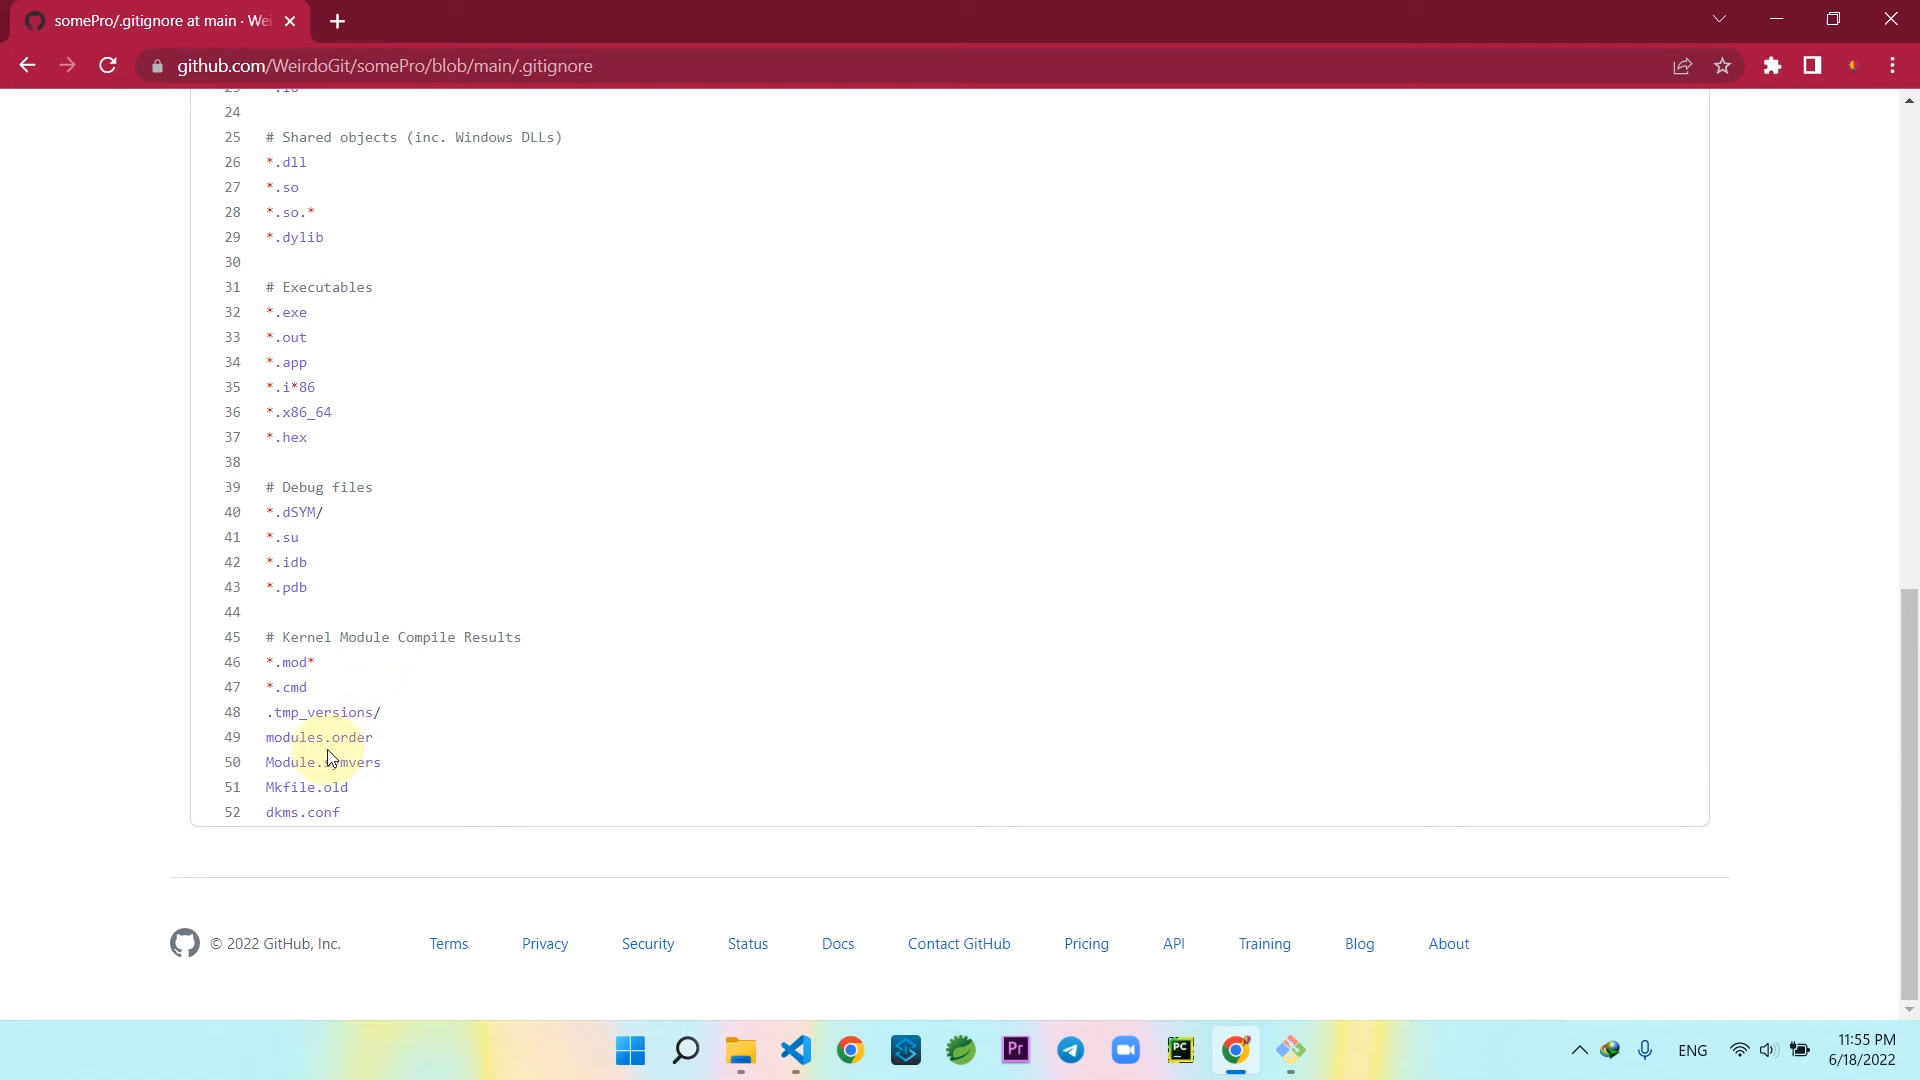 somePro/.gitignore at main · Wei
github.com/WeirdoGit/somePro/blob/main/.gitignore
24
25 # Shared objects (inc. Windows DLLs)
26 *.dll
27 *.so
28 *.so.*
29 *.dylib
30
31 # Executables
32 *.exe
33 *.out
34 *.app
35 *.i*86
36 *.x86_64
37 *.hex
38
39 # Debug files
40 *.dSYM/
41 *.su
42 *.idb
43 *.pdb
44
45 # Kernel Module Compile Results
46 *.mod*
47 *.cmd
48 .tmp_versions/
49 modules.order
50 Module.symvers
51 Mkfile.old
52 dkms.conf
© 2022 GitHub, Inc. Terms Privacy Security Status Docs Contact GitHub Pricing API Training Blog About
Pr
PC
ENG
11:55 PM
6/18/2022